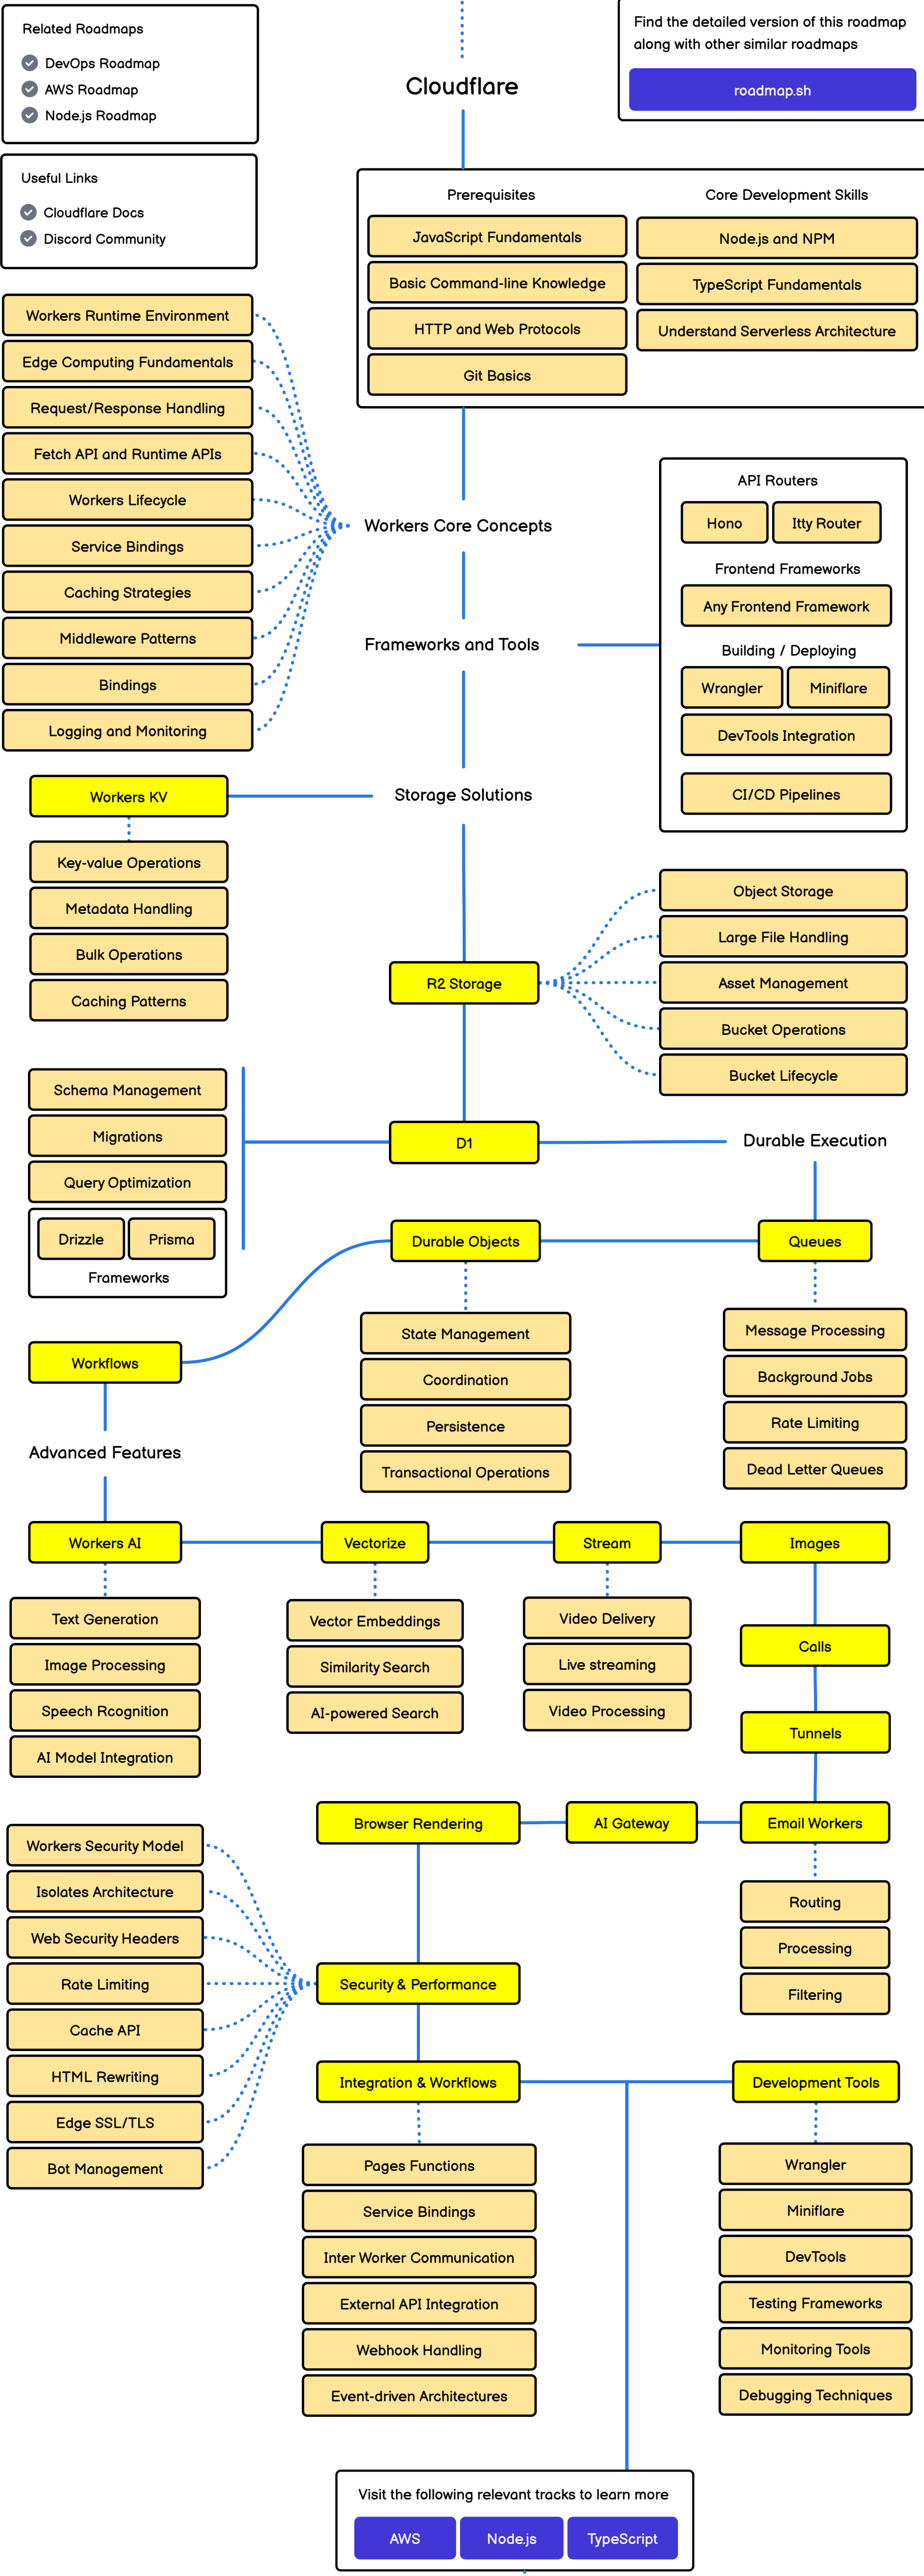 Related Roadmaps
DevOps Roadmap
AWS Roadmap
Node.js Roadmap
Find the detailed version of this roadmap
along with other similar roadmaps
roadmap.sh
Cloudflare
Useful Links
Cloudflare Docs
Discord Community
Prerequisites
JavaScript Fundamentals
Basic Command-line Knowledge
HTTP and Web Protocols
Git Basics
Core Development Skills
Node.js and NPM
TypeScript Fundamentals
Understand Serverless Architecture
Workers Runtime Environment
Edge Computing Fundamentals
Request/Response Handling
Fetch API and Runtime APIs
Workers Lifecycle
Service Bindings
Caching Strategies
Middleware Patterns
Bindings
Logging and Monitoring
Workers Core Concepts
Frameworks and Tools
API Routers
Hono
Itty Router
Frontend Frameworks
Any Frontend Framework
Building / Deploying
Wrangler
Miniflare
DevTools Integration
CI/CD Pipelines
Storage Solutions
Workers KV
Key-value Operations
Metadata Handling
Bulk Operations
Caching Patterns
R2 Storage
Object Storage
Large File Handling
Asset Management
Bucket Operations
Bucket Lifecycle
D1
Schema Management
Migrations
Query Optimization
Drizzle
Prisma
Frameworks
Durable Execution
Queues
Message Processing
Background Jobs
Rate Limiting
Dead Letter Queues
Durable Objects
State Management
Coordination
Persistence
Transactional Operations
Workflows
Advanced Features
Workers AI
Text Generation
Image Processing
Speech Rcognition
AI Model Integration
Vectorize
Vector Embeddings
Similarity Search
AI-powered Search
Stream
Video Delivery
Live streaming
Video Processing
Images
Calls
Tunnels
Email Workers
Routing
Processing
Filtering
AI Gateway
Browser Rendering
Security & Performance
Workers Security Model
Isolates Architecture
Web Security Headers
Rate Limiting
Cache API
HTML Rewriting
Edge SSL/TLS
Bot Management
Integration & Workflows
Pages Functions
Service Bindings
Inter Worker Communication
External API Integration
Webhook Handling
Event-driven Architectures
Development Tools
Wrangler
Miniflare
DevTools
Testing Frameworks
Monitoring Tools
Debugging Techniques
Visit the following relevant tracks to learn more
AWS
Node.js
TypeScript